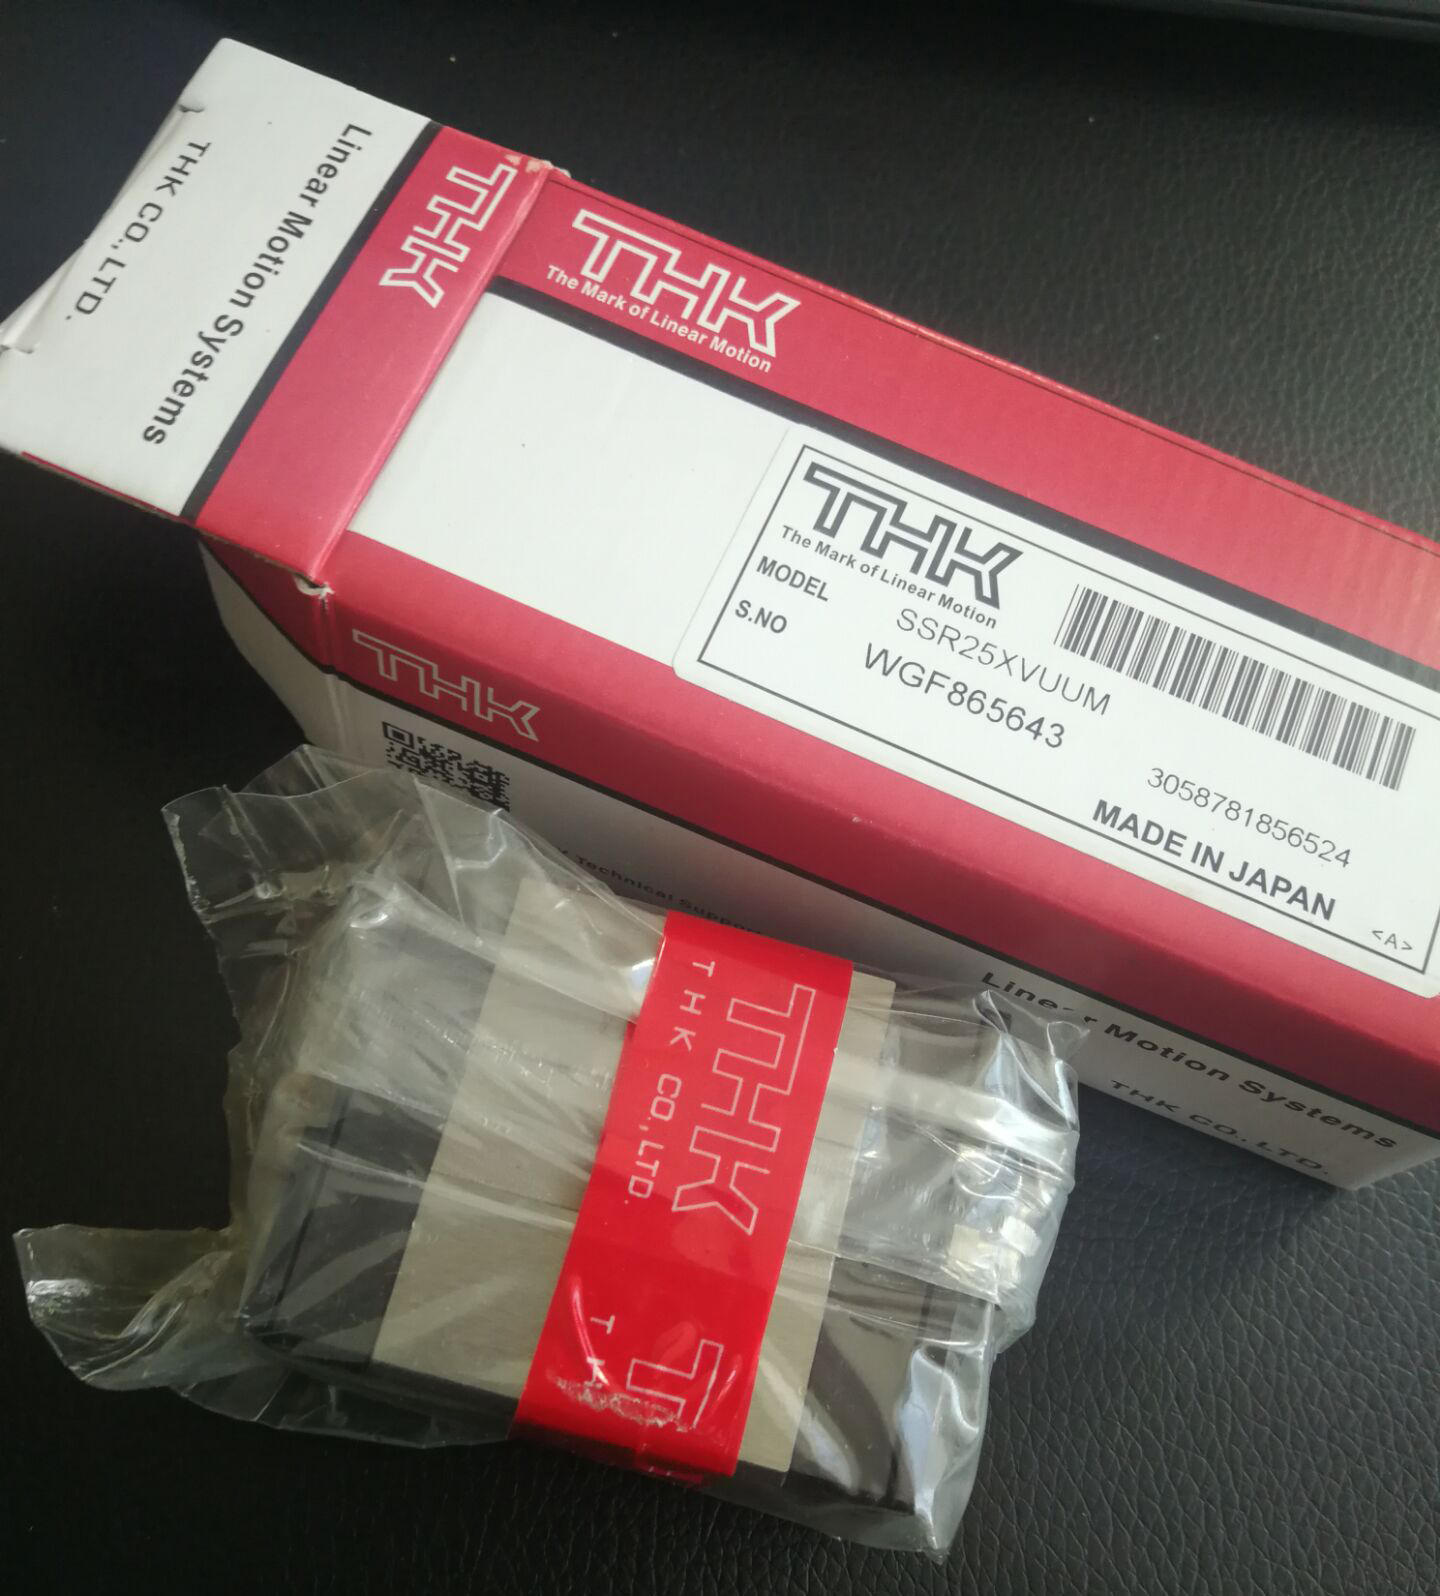 THK CO.,LTD.
Linear Motion Systems
THK
THK
The Mark of Linear Motion
THK
The Mark of Linear Motion
MODEL SSR25XVUUM
S.NO WGF865643
3058781856524
MADE IN JAPAN
<A>
THK
Technical Support
Linear Motion Systems
THK CO.,LTD.
THK
THK CO.,LTD.